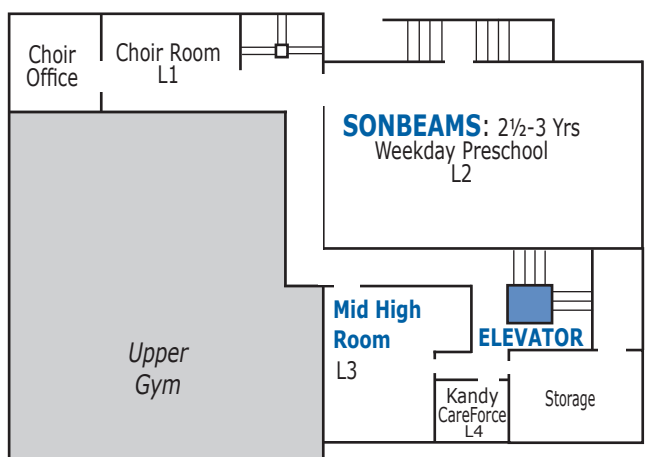 Choir
Office
Choir Room
L1
SONBEAMS: 2½-3 Yrs
Weekday Preschool
L2
Mid High
Room
L3
ELEVATOR
Upper
Gym
Kandy
CareForce
L4
Storage